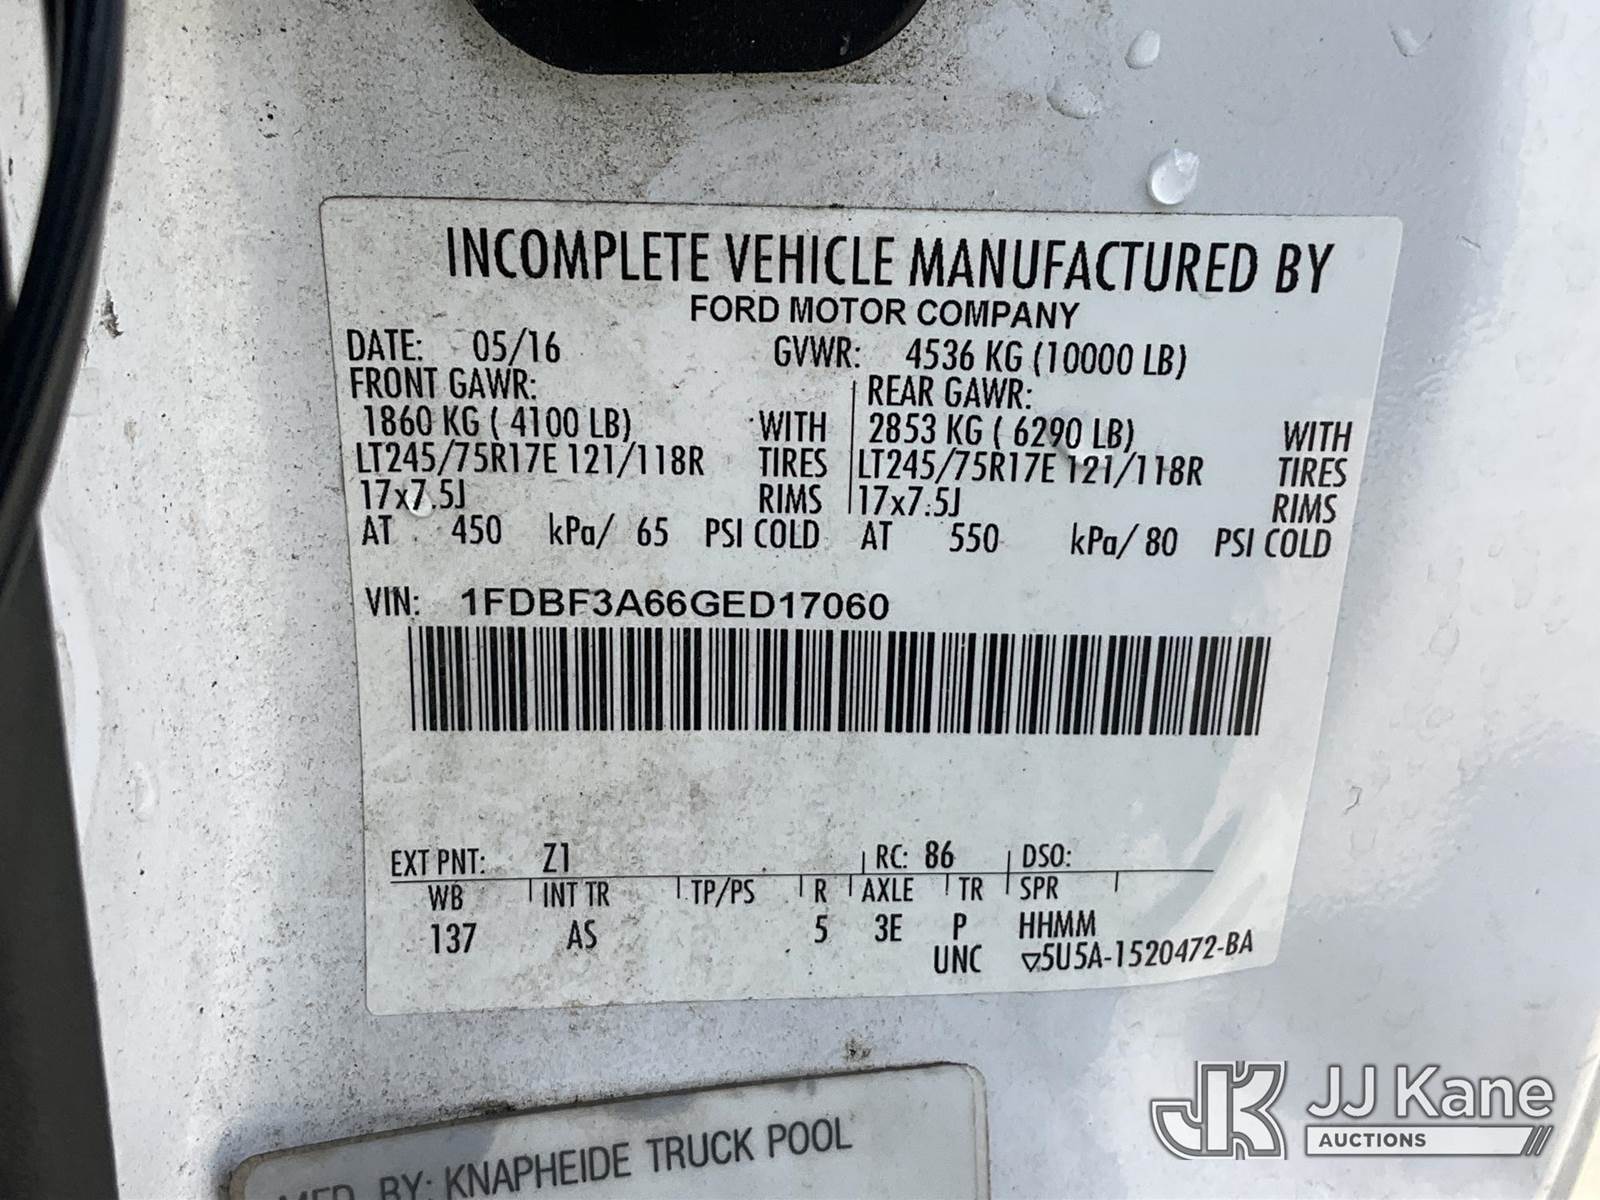 INCOMPLETE VEHICLE MANUFACTURED BY
FORD MOTOR COMPANY
DATE: 05/16 GVWR: 4536 KG (10000 LB)
FRONT GAWR: REAR GAWR:
1860 KG ( 4100 LB) WITH 2853 KG ( 6290 LB) WITH
LT245/75R17E 121/118R TIRES LT245/75R17E 121/118R TIRES
17x7.5J RIMS 17x7.5J RIMS
AT 450 kPa/ 65 PSI COLD AT 550 kPa/ 80 PSI COLD
VIN: 1FDBF3A66GED17060
EXT PNT: Z1 RC: 86 DSO:
WB INT TR TP/PS R AXLE TR SPR
137 AS 5 3E P HHMM
UNC ▽5U5A-1520472-BA
MFD BY: KNAPHEIDE TRUCK POOL
JK JJ Kane
AUCTIONS